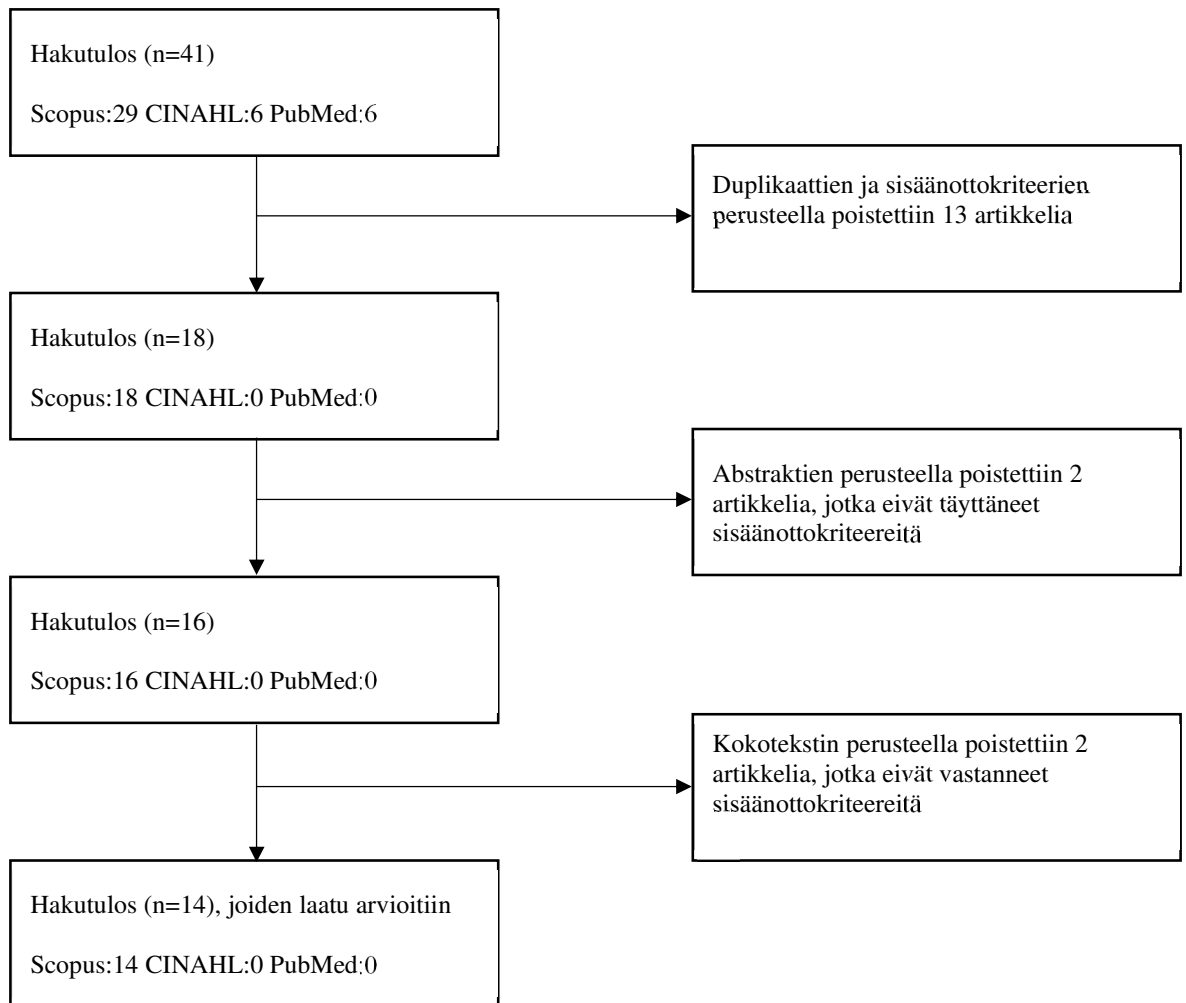 Hakutulos (n=41)
Scopus:29 CINAHL:6 PubMed:6
Duplikaattien ja sisäänottokriteerien
perusteella poistettiin 13 artikkelia
Hakutulos (n=18)
Scopus:18 CINAHL:0 PubMed:0
Abstraktien perusteella poistettiin 2
artikkelia, jotka eivät täyttäneet
sisäänottokriteereitä
Hakutulos (n=16)
Scopus:16 CINAHL:0 PubMed:0
Kokotekstin perusteella poistettiin 2
artikkelia, jotka eivät vastanneet
sisäänottokriteereitä
Hakutulos (n=14), joiden laatu arvioitiin
Scopus:14 CINAHL:0 PubMed:0